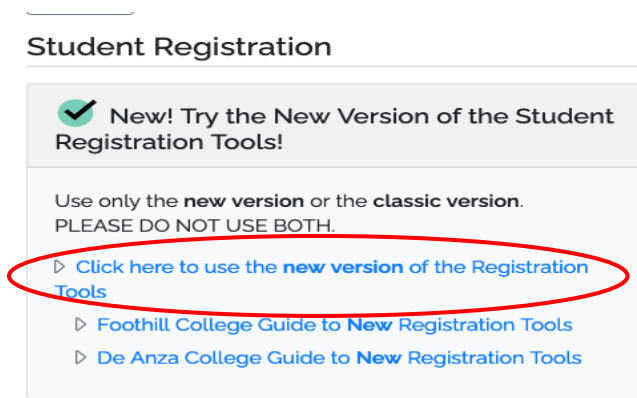 Student Registration
New! Try the New Version of the Student
Registration Tools!
Use only the new version or the classic version.
PLEASE DO NOT USE BOTH.
Click here to use the new version of the Registration
Tools
Foothill College Guide to New Registration Tools
De Anza College Guide to New Registration Tools